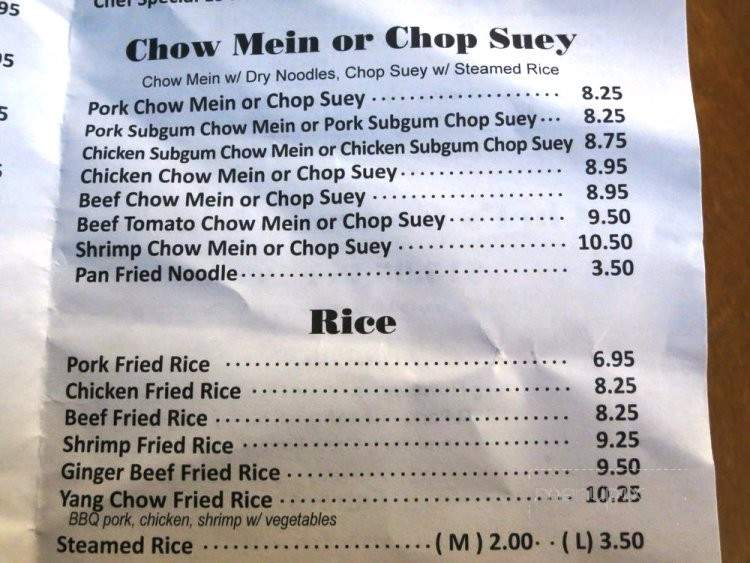 95
Chef Special
Chow Mein or Chop Suey
Chow Mein w/ Dry Noodles, Chop Suey w/ Steamed Rice
Pork Chow Mein or Chop Suey 8.25
Pork Subgum Chow Mein or Pork Subgum Chop Suey 8.25
Chicken Subgum Chow Mein or Chicken Subgum Chop Suey 8.75
Chicken Chow Mein or Chop Suey 8.95
Beef Chow Mein or Chop Suey 8.95
Beef Tomato Chow Mein or Chop Suey 9.50
Shrimp Chow Mein or Chop Suey 10.50
Pan Fried Noodle 3.50
Rice
Pork Fried Rice 6.95
Chicken Fried Rice 8.25
Beef Fried Rice 8.25
Shrimp Fried Rice 9.25
Ginger Beef Fried Rice 9.50
Yang Chow Fried Rice 10.25
BBQ pork, chicken, shrimp w/ vegetables
Steamed Rice ( M ) 2.00 ( L) 3.50